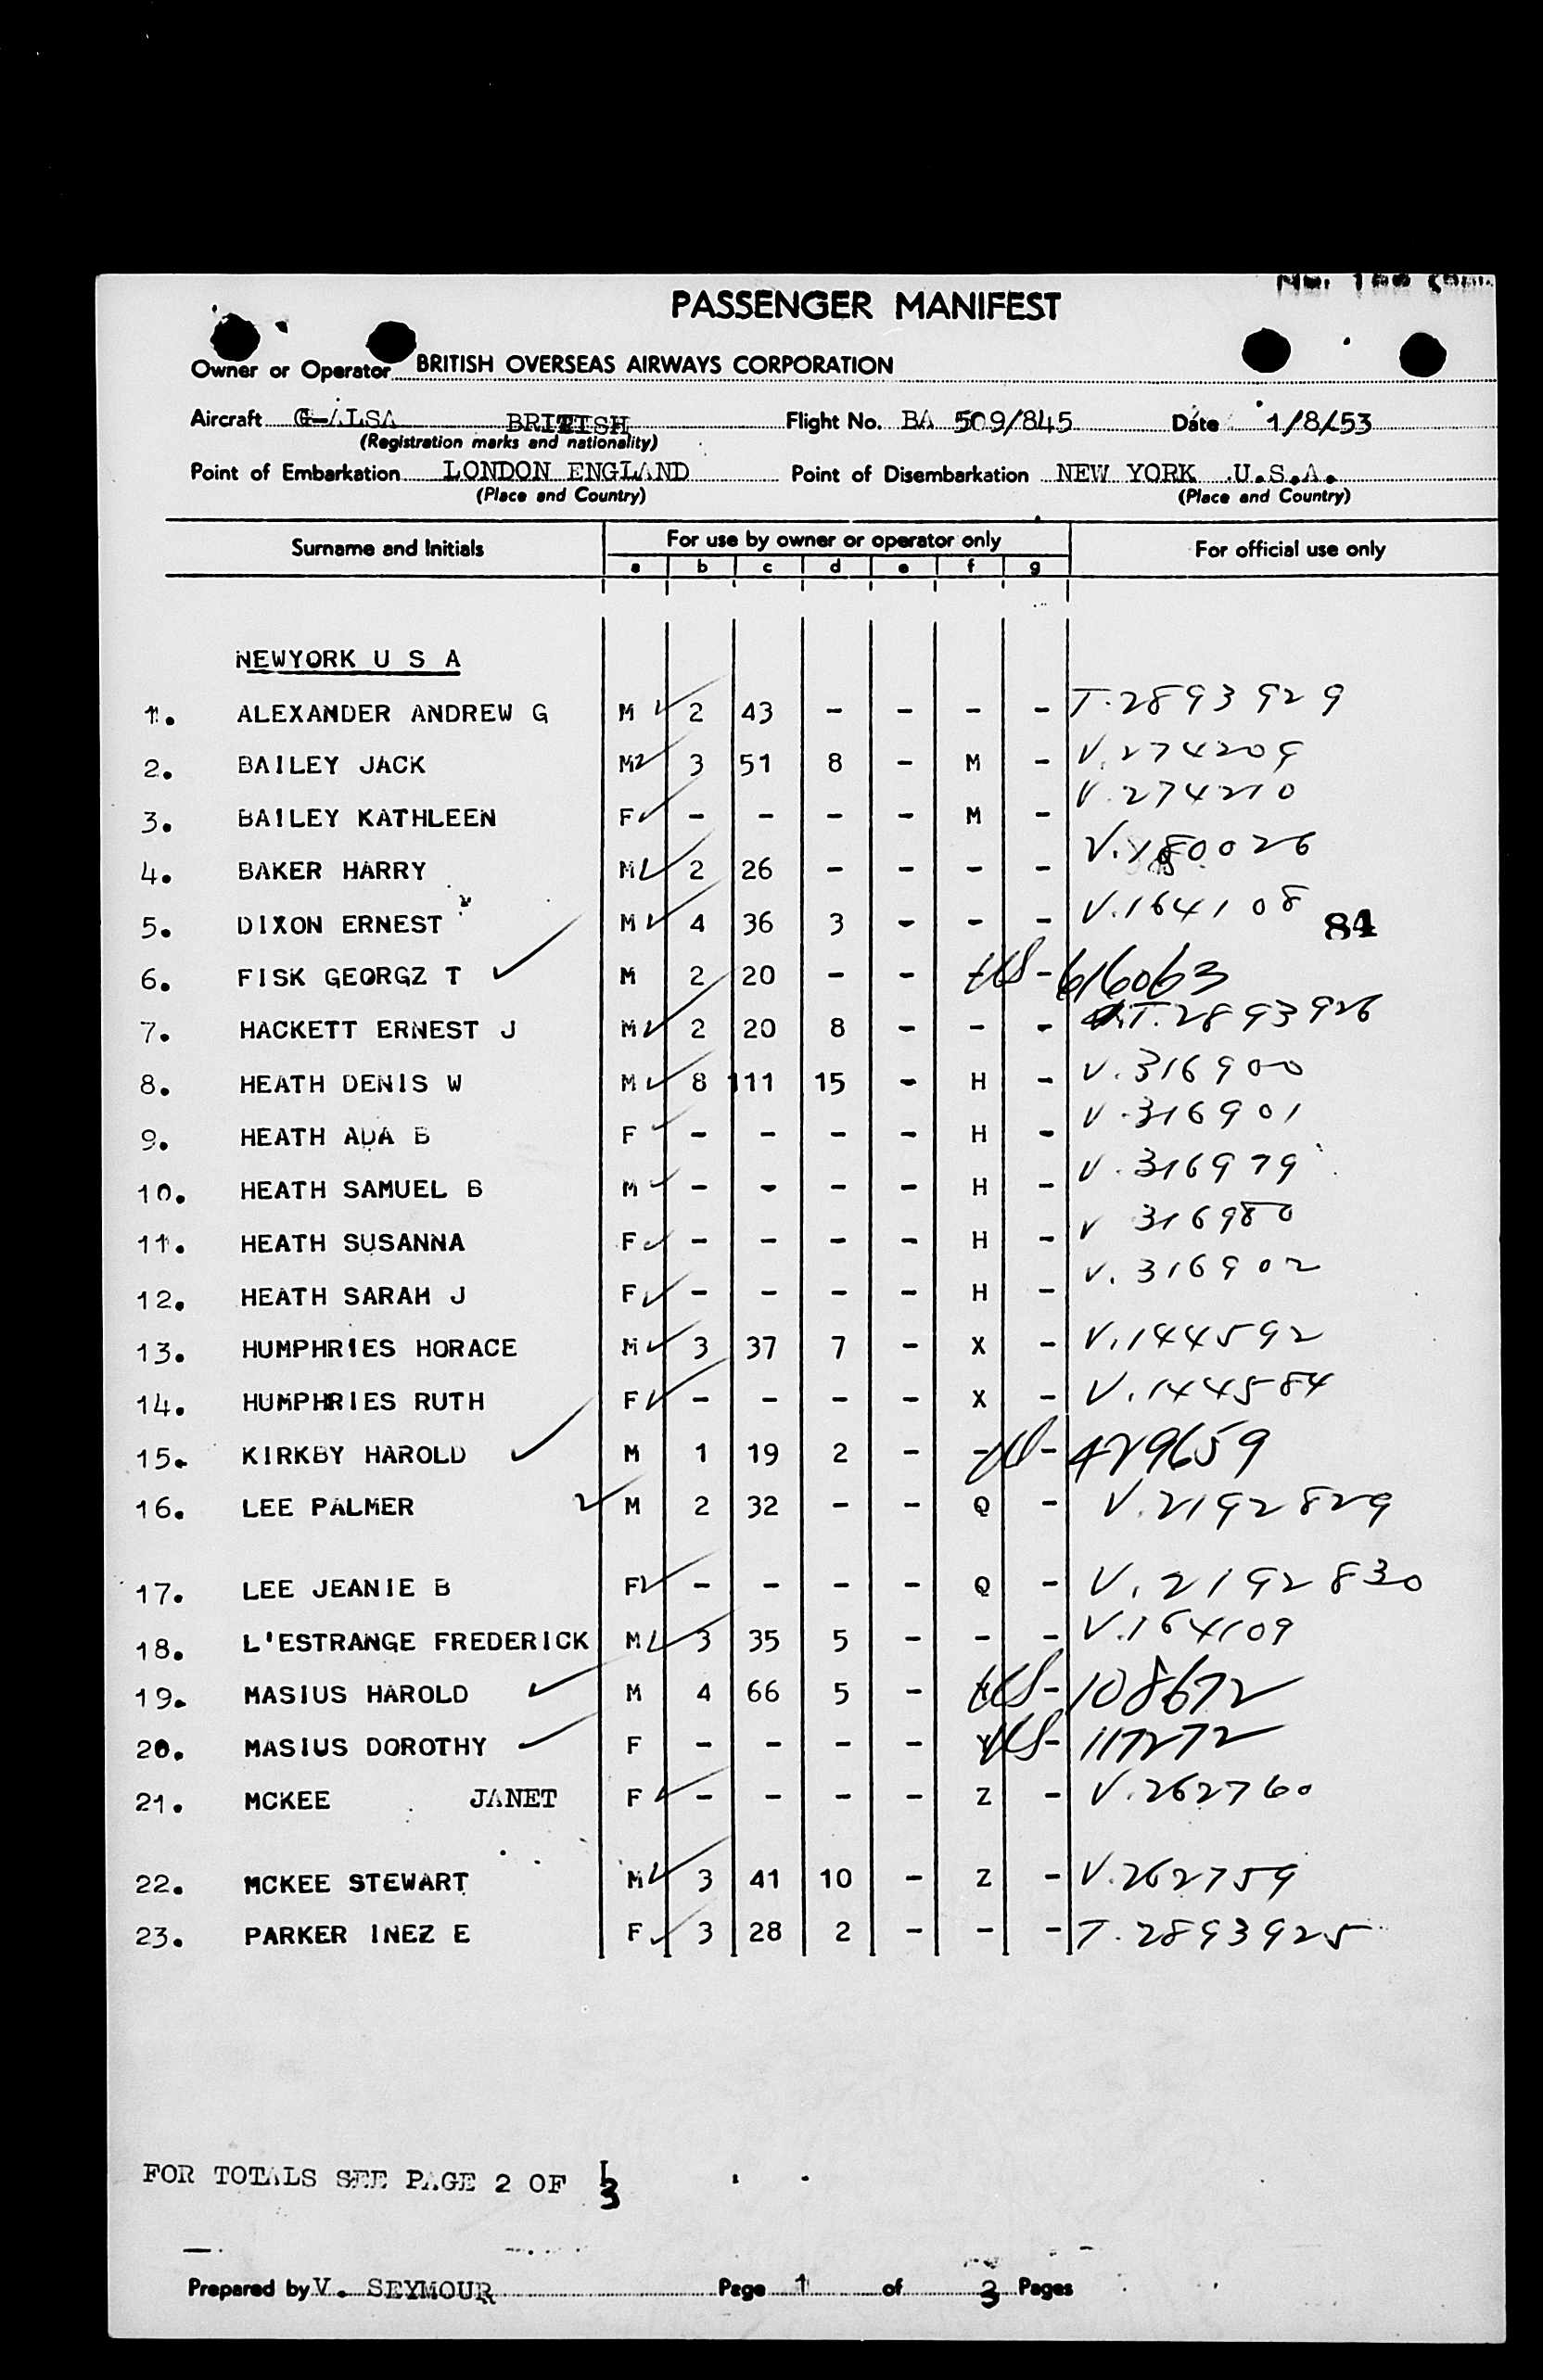 PASSENGER MANIFEST
Owner or Operator BRITISH OVERSEAS AIRWAYS CORPORATION
Aircraft G-ALSA BRITISH Flight No. BA 509/845 Date 1/8/53
(Registration marks and nationality)
Point of Embarkation LONDON ENGLAND Point of Disembarkation NEW YORK U.S.A.
(Place and Country) (Place and Country)
Surname and Initials For use by owner or operator only For official use only
a b c d e f g
NEWYORK U S A
1. ALEXANDER ANDREW G M 2 43 - - - - T.2893929
2. BAILEY JACK M 3 51 8 - M - V.274209
3. BAILEY KATHLEEN F - - - - M - V.274210
4. BAKER HARRY M 2 26 - - - - V.180026
5. DIXON ERNEST M 4 36 3 - - - V.164108
84
6. FISK GEORGZ T M 2 20 - - - US - 616063
7. HACKETT ERNEST J M 2 20 8 - - - T.2893926
8. HEATH DENIS W M 8 111 15 - H - V.316900
9. HEATH ADA B F - - - - H - V.316901
10. HEATH SAMUEL B M - - - - H - V.316979
11. HEATH SUSANNA F - - - - H - V 316980
12. HEATH SARAH J F - - - - H - V.316902
13. HUMPHRIES HORACE M 3 37 7 - X - V.144592
14. HUMPHRIES RUTH F - - - - X - V.144584
15. KIRKBY HAROLD M 1 19 2 - - US - 429659
16. LEE PALMER M 2 32 - - Q - V.2192829
17. LEE JEANIE B F - - - - Q - V.2192830
18. L'ESTRANGE FREDERICK M 3 35 5 - - - V.164109
19. MASIUS HAROLD M 4 66 5 - US - 108672
20. MASIUS DOROTHY F - - - - Y US - 117272
21. MCKEE JANET F - - - - Z - V.262760
22. MCKEE STEWART M 3 41 10 - Z - V.262759
23. PARKER INEZ E F 3 28 2 - - - T.2893925
FOR TOTALS SEE PAGE 2 OF 3
Prepared by V. SEYMOUR Page 1 of 3 Pages